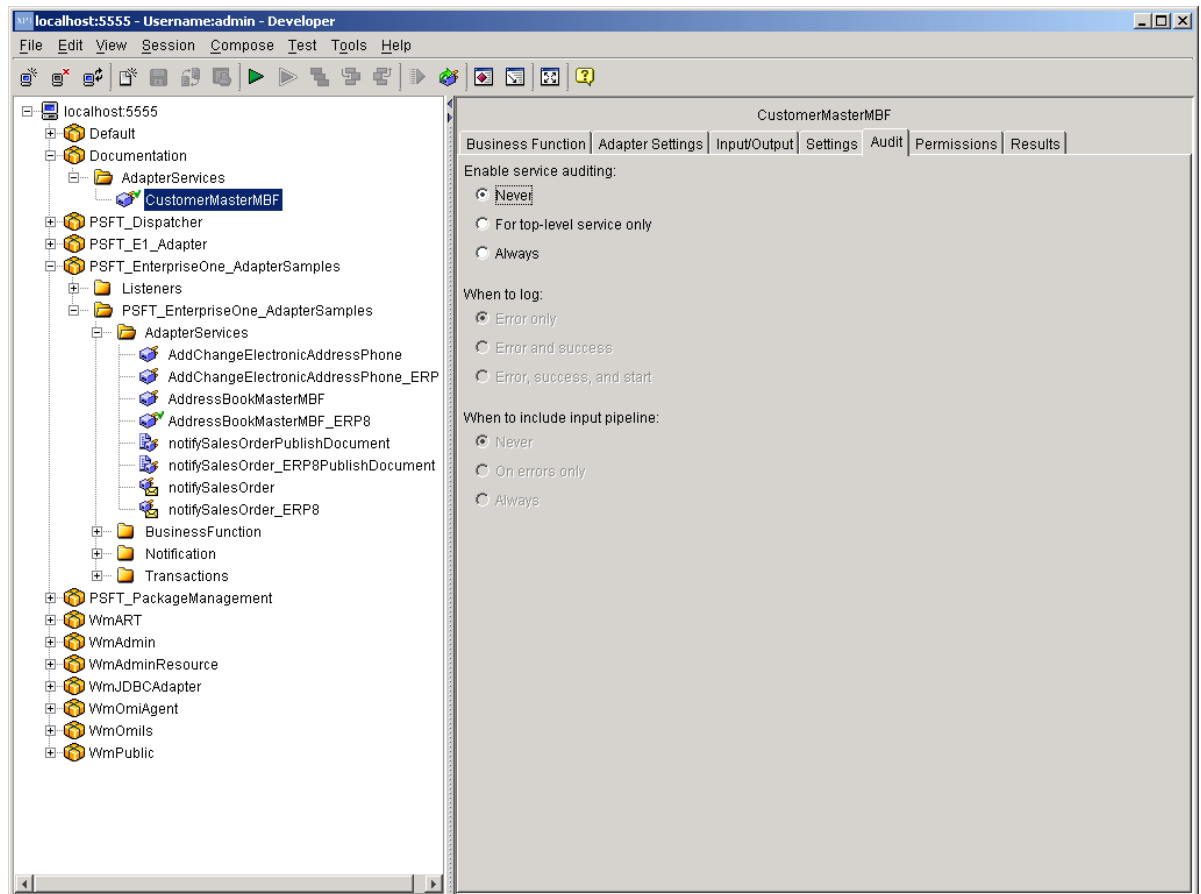 localhost:5555 - Username:admin - Developer
File Edit View Session Compose Test Tools Help
localhost:5555
Default
Documentation
AdapterServices
CustomerMasterMBF
PSFT_Dispatcher
PSFT_E1_Adapter
PSFT_EnterpriseOne_AdapterSamples
Listeners
PSFT_EnterpriseOne_AdapterSamples
AdapterServices
AddChangeElectronicAddressPhone
AddChangeElectronicAddressPhone_ERP
AddressBookMasterMBF
AddressBookMasterMBF_ERP8
notifySalesOrderPublishDocument
notifySalesOrder_ERP8PublishDocument
notifySalesOrder
notifySalesOrder_ERP8
BusinessFunction
Notification
Transactions
PSFT_PackageManagement
WmART
WmAdmin
WmAdminResource
WmJDBCAdapter
WmOmiAgent
WmOmils
WmPublic
CustomerMasterMBF
Business Function Adapter Settings Input/Output Settings Audit Permissions Results
Enable service auditing:
Never
For top-level service only
Always
When to log:
Error only
Error and success
Error, success, and start
When to include input pipeline:
Never
On errors only
Always